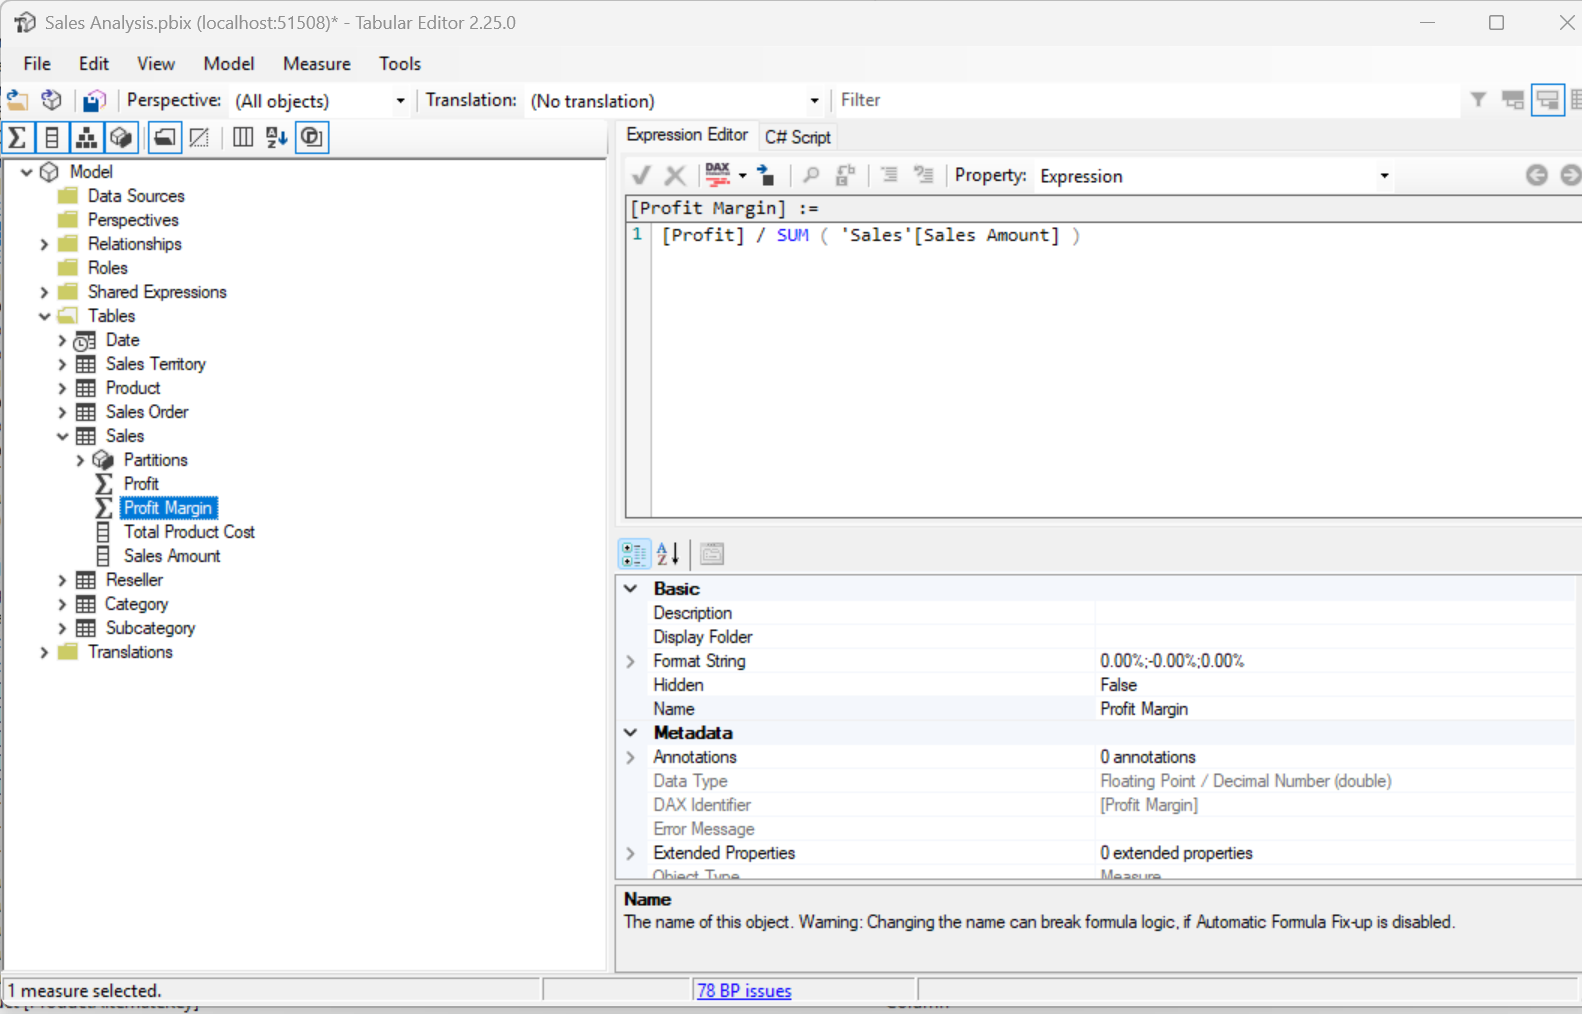 Sales Analysis.pbix (localhost:51508)* - Tabular Editor 2.25.0
File Edit View Model Measure Tools
Perspective: (All objects) Translation: (No translation) Filter
Expression Editor C# Script
DAX Property: Expression
[Profit Margin] :=
1 [Profit] / SUM ( 'Sales'[Sales Amount] )
Model
Data Sources
Perspectives
Relationships
Roles
Shared Expressions
Tables
Date
Sales Territory
Product
Sales Order
Sales
Partitions
Profit
Profit Margin
Total Product Cost
Sales Amount
Reseller
Category
Subcategory
Translations
Basic
Description
Display Folder
Format String 0.00%;-0.00%;0.00%
Hidden False
Name Profit Margin
Metadata
Annotations 0 annotations
Data Type Floating Point / Decimal Number (double)
DAX Identifier [Profit Margin]
Error Message
Extended Properties 0 extended properties
Object Type Measure
Name
The name of this object. Warning: Changing the name can break formula logic, if Automatic Formula Fix-up is disabled.
1 measure selected. 78 BP issues